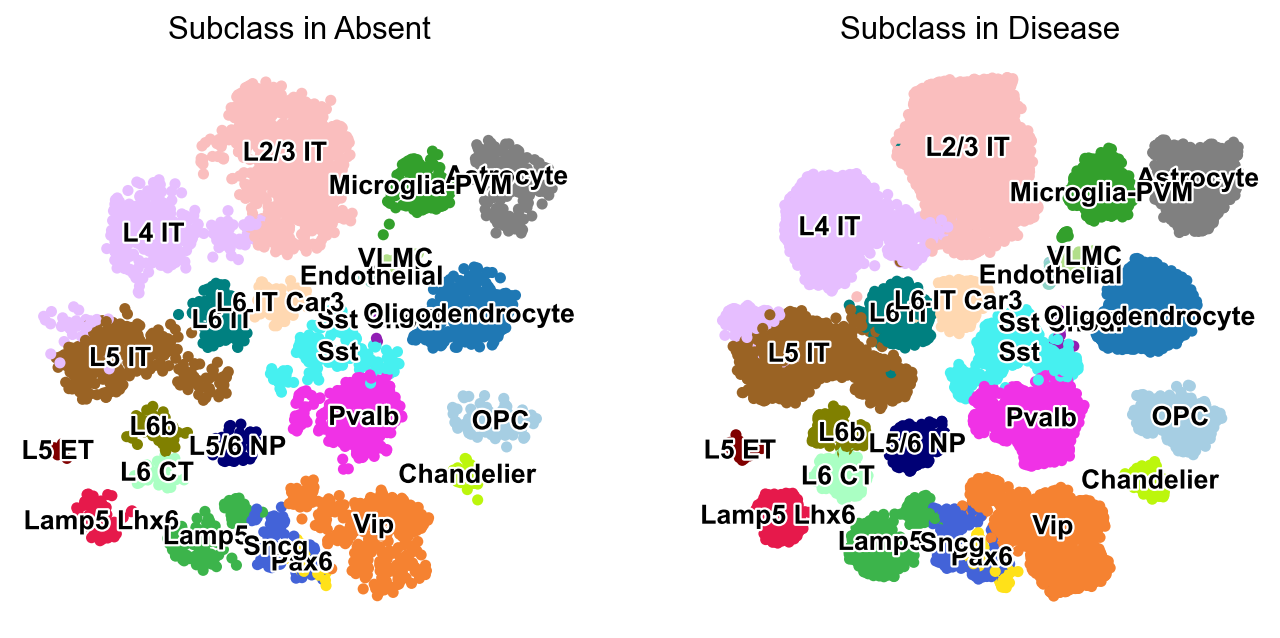 Subclass in Absent
L2/3 IT
Astrocyte
Microglia-PVM
L4 IT
VLMC
Endothelial
L6 IT Car3
L6 IT
Sst
Oligodendrocyte
Sst
L5 IT
Pvalb
OPC
L6b
L5/6 NP
L5 ET
L6 CT
Chandelier
Lamp5 Lhx6
Vip
Lamp5
Sncg
Pax6
Subclass in Disease
L2/3 IT
Astrocyte
Microglia-PVM
L4 IT
VLMC
Endothelial
L6 IT Car3
L6 IT
Sst
Oligodendrocyte
Sst
L5 IT
Pvalb
OPC
L6b
L5/6 NP
L5 ET
L6 CT
Chandelier
Lamp5 Lhx6
Vip
Lamp5
Sncg
Pax6